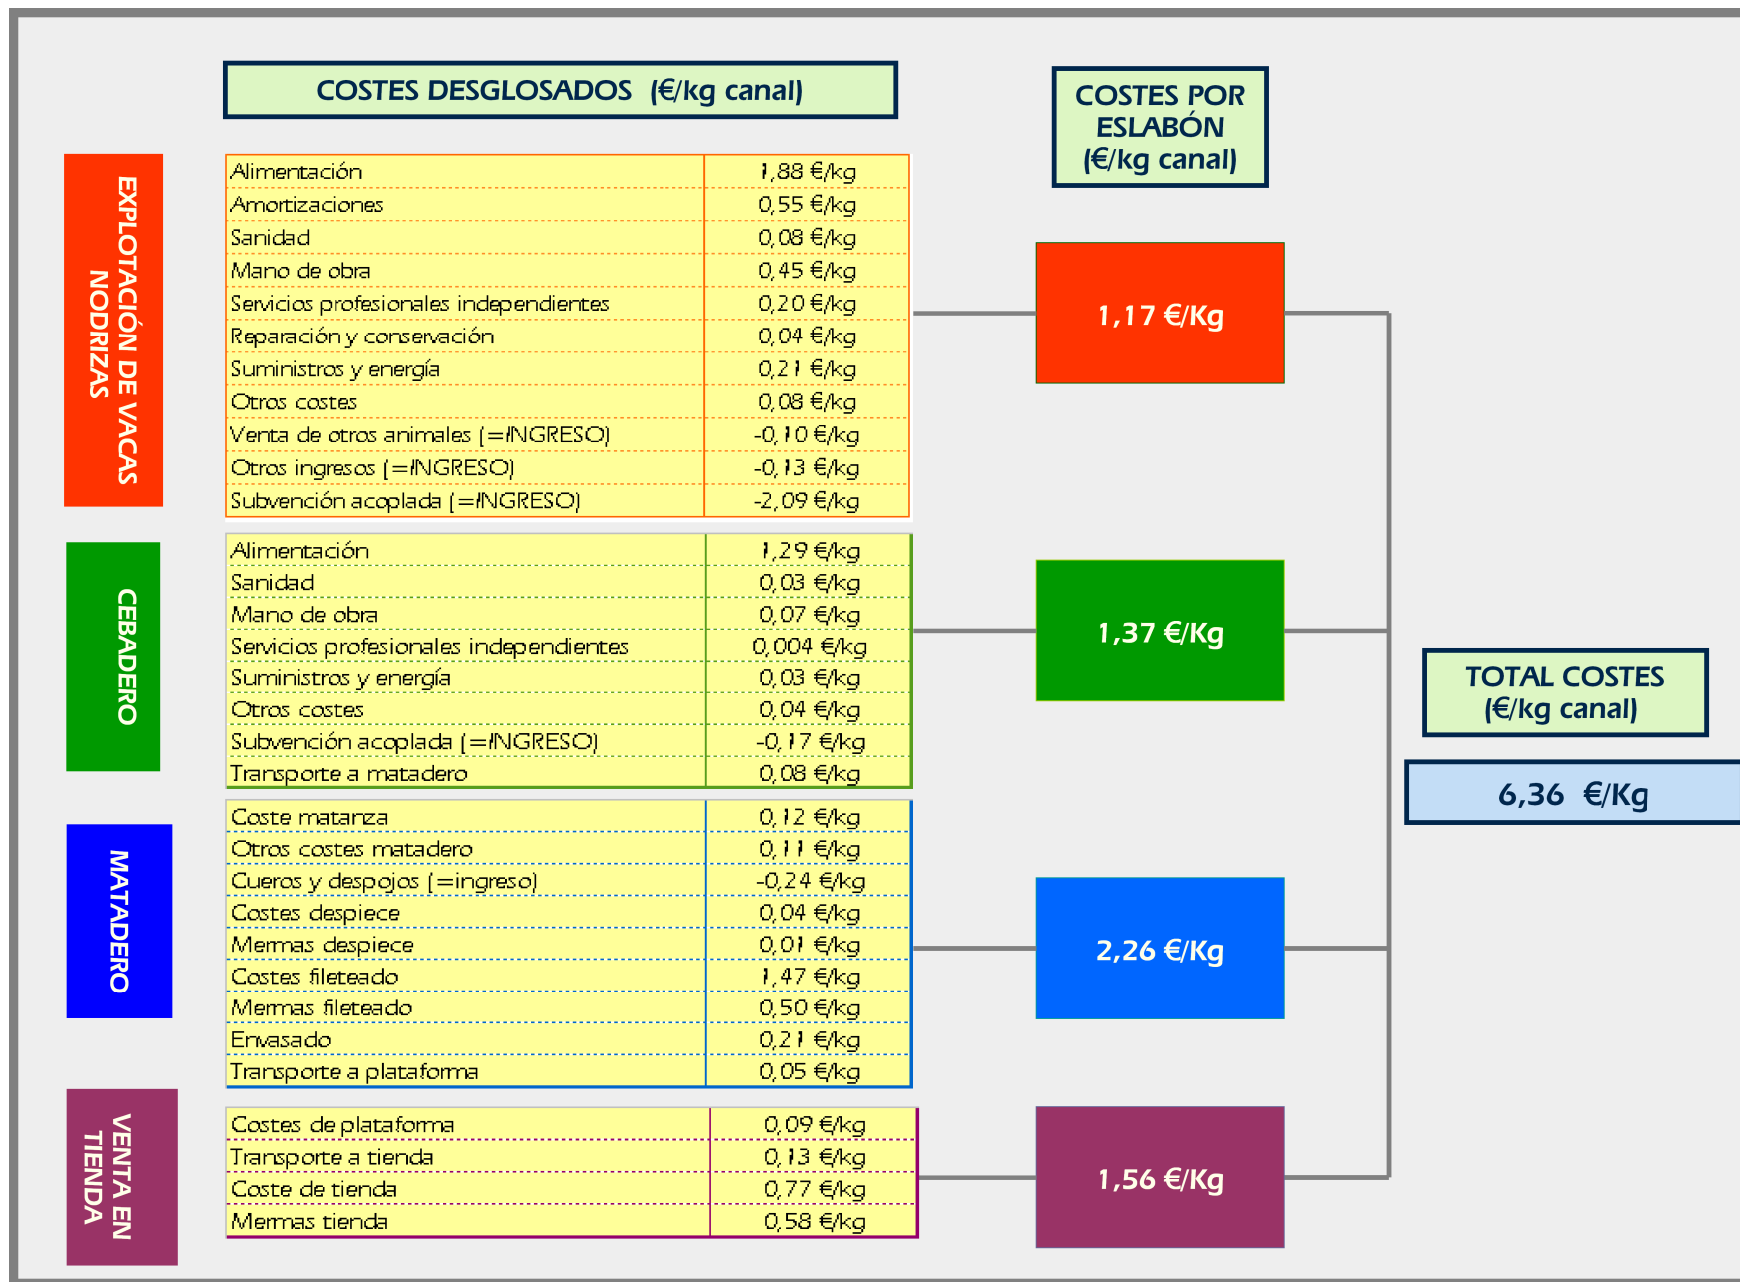 COSTES DESGLOSADOS (€/kg canal)
COSTES POR
ESLABÓN
(€/kg canal)
EXPLOTACIÓN DE VACAS
NODRIZAS
Alimentación 1,88 €/kg
Amortizaciones 0,55 €/kg
Sanidad 0,08 €/kg
Mano de obra 0,45 €/kg
Servicios profesionales independientes 0,20 €/kg
Reparación y conservación 0,04 €/kg
Suministros y energía 0,21 €/kg
Otros costes 0,08 €/kg
Venta de otros animales (=INGRESO) -0,10 €/kg
Otros ingresos (=INGRESO) -0,13 €/kg
Subvención acoplada (=INGRESO) -2,09 €/kg
1,17 €/Kg
CEBADERO
Alimentación 1,29 €/kg
Sanidad 0,03 €/kg
Mano de obra 0,07 €/kg
Servicios profesionales independientes 0,004 €/kg
Suministros y energía 0,03 €/kg
Otros costes 0,04 €/kg
Subvención acoplada (=INGRESO) -0,17 €/kg
Transporte a matadero 0,08 €/kg
1,37 €/Kg
MATADERO
Coste matanza 0,12 €/kg
Otros costes matadero 0,11 €/kg
Cueros y despojos (=ingreso) -0,24 €/kg
Costes despiece 0,04 €/kg
Mermas despiece 0,01 €/kg
Costes fileteado 1,47 €/kg
Mermas fileteado 0,50 €/kg
Envasado 0,21 €/kg
Transporte a plataforma 0,05 €/kg
2,26 €/Kg
VENTA EN
TIENDA
Costes de plataforma 0,09 €/kg
Transporte a tienda 0,13 €/kg
Coste de tienda 0,77 €/kg
Mermas tienda 0,58 €/kg
1,56 €/Kg
TOTAL COSTES
(€/kg canal)
6,36 €/Kg